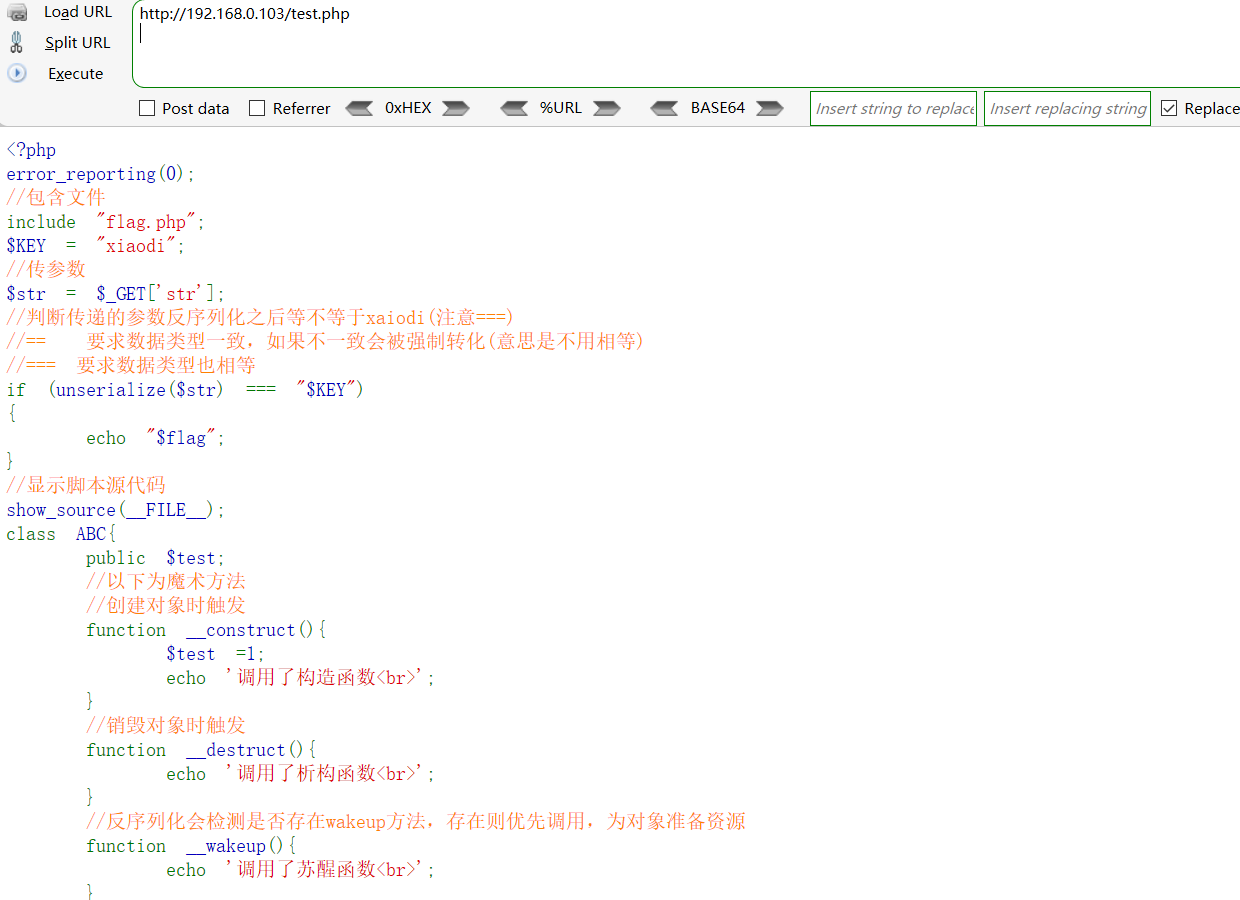 Load URL
http://192.168.0.103/test.php
Split URL
Execute
Post data Referrer 0xHEX %URL BASE64 Insert string to replace Insert replacing string Replace
<?php
error_reporting(0);
//包含文件
include "flag.php";
$KEY = "xiaodi";
//传参数
$str = $_GET['str'];
//判断传递的参数反序列化之后等不等于xaiodi(注意===)
//== 要求数据类型一致，如果不一致会被强制转化(意思是不用相等)
//=== 要求数据类型也相等
if (unserialize($str) === "$KEY")
{
echo "$flag";
}
//显示脚本源代码
show_source(__FILE__);
class ABC{
public $test;
//以下为魔术方法
//创建对象时触发
function __construct(){
$test =1;
echo '调用了构造函数<br>';
}
//销毁对象时触发
function __destruct(){
echo '调用了析构函数<br>';
}
//反序列化会检测是否存在wakeup方法，存在则优先调用，为对象准备资源
function __wakeup(){
echo '调用了苏醒函数<br>';
}